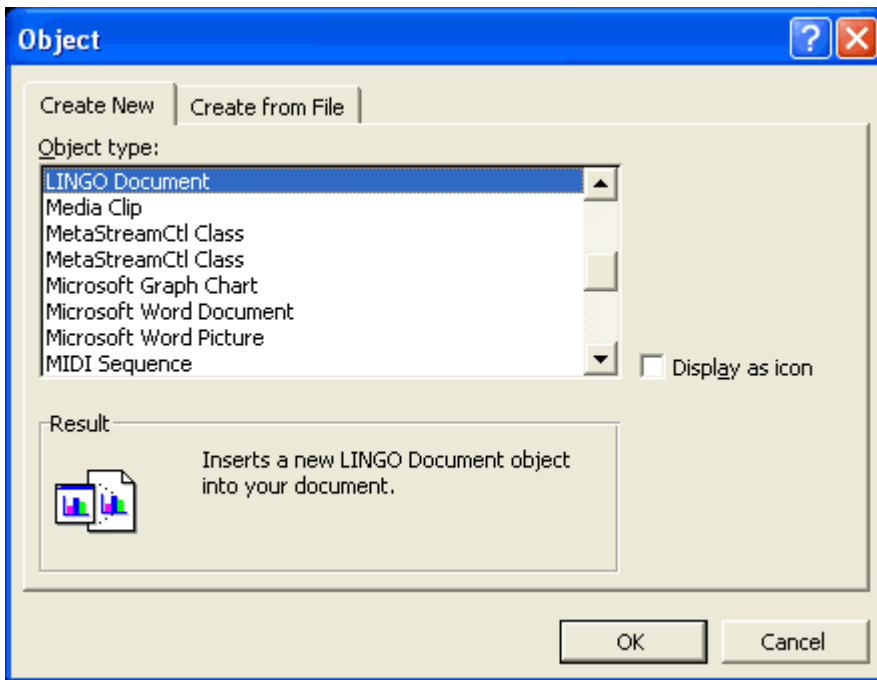 Object
Create New
Create from File
Object type:
LINGO Document
Media Clip
MetaStreamCtl Class
MetaStreamCtl Class
Microsoft Graph Chart
Microsoft Word Document
Microsoft Word Picture
MIDI Sequence
Display as icon
Result
Inserts a new LINGO Document object
into your document.
OK
Cancel